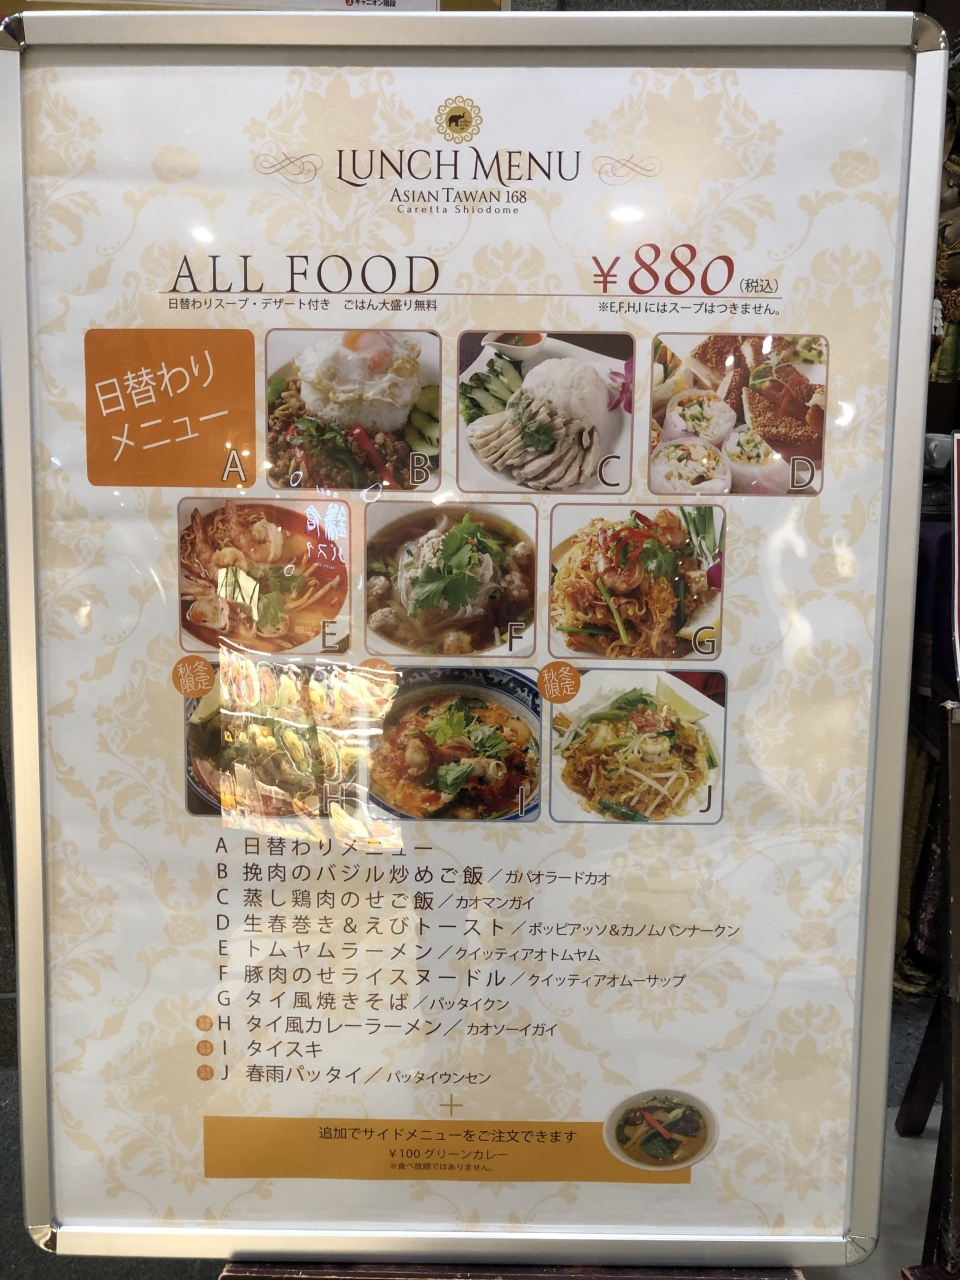 キャニオン階段
LUNCH MENU
ASIAN TAWAN 168
Caretta Shiodome
ALL FOOD ¥880(税込)
日替わりスープ・デザート付き ごはん大盛り無料 ※E,F,H,Iにはスープはつきません。
日替わり
メニュー
A
B
C
D
E
F
G
秋冬
限定
秋冬
限定
H
I
J
A 日替わりメニュー
B 挽肉のバジル炒めご飯／ガパオラードカオ
C 蒸し鶏肉のせご飯／カオマンガイ
D 生春巻き&えびトースト／ポッピアッソ&カノムパンナークン
E トムヤムラーメン／クイッティアオトムヤム
F 豚肉のせライスヌードル／クイッティアオムーサップ
G タイ風焼きそば／パッタイクン
H タイ風カレーラーメン／カオソーイガイ
I タイスキ
J 春雨パッタイ／パッタイウンセン
+
追加でサイドメニューをご注文できます
¥100 グリーンカレー
※食べ放題ではありません。